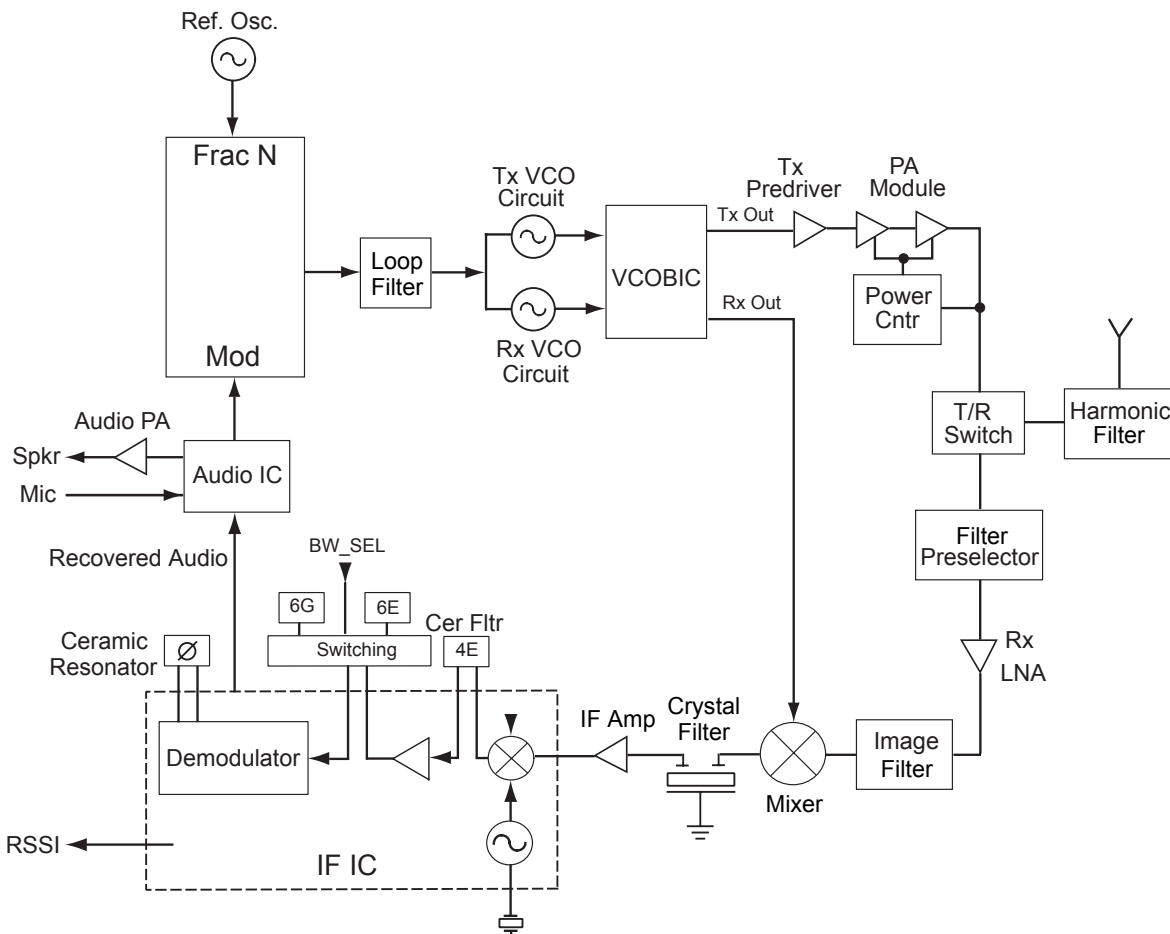 Ref. Osc.
Frac N
Mod
Loop
Filter
Tx VCO
Circuit
Rx VCO
Circuit
VCOBIC
Tx Out
Rx Out
Tx
Predriver
PA
Module
Power
Cntr
T/R
Switch
Harmonic
Filter
Filter
Preselector
Rx
LNA
Image
Filter
Mixer
Crystal
Filter
IF Amp
Audio PA
Spkr
Mic
Audio IC
Recovered Audio
BW_SEL
6G
6E
Switching
Cer Fltr
4E
Ceramic
Resonator
Ø
Demodulator
RSSI
IF IC